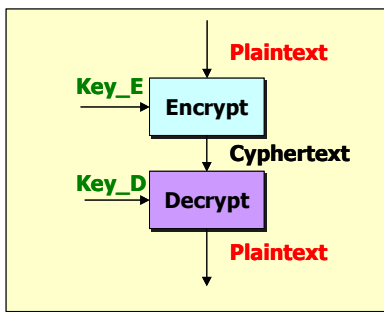 Plaintext
Key_E
Encrypt
Cyphertext
Key_D
Decrypt
Plaintext